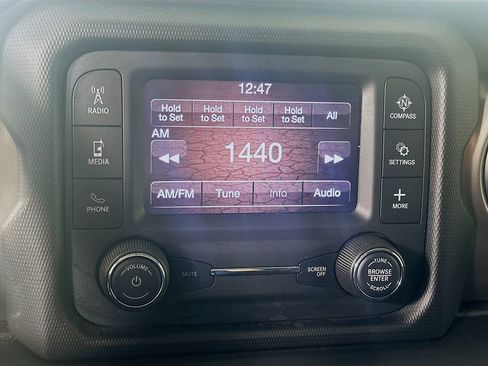 12:47
Hold to Set Hold to Set Hold to Set Hold to Set All
AM
1440
AM/FM Tune Info Audio
RADIO
MEDIA
PHONE
COMPASS
SETTINGS
MORE
VOLUME
MUTE
SCREEN OFF
TUNE
BROWSE
ENTER
SCROLL